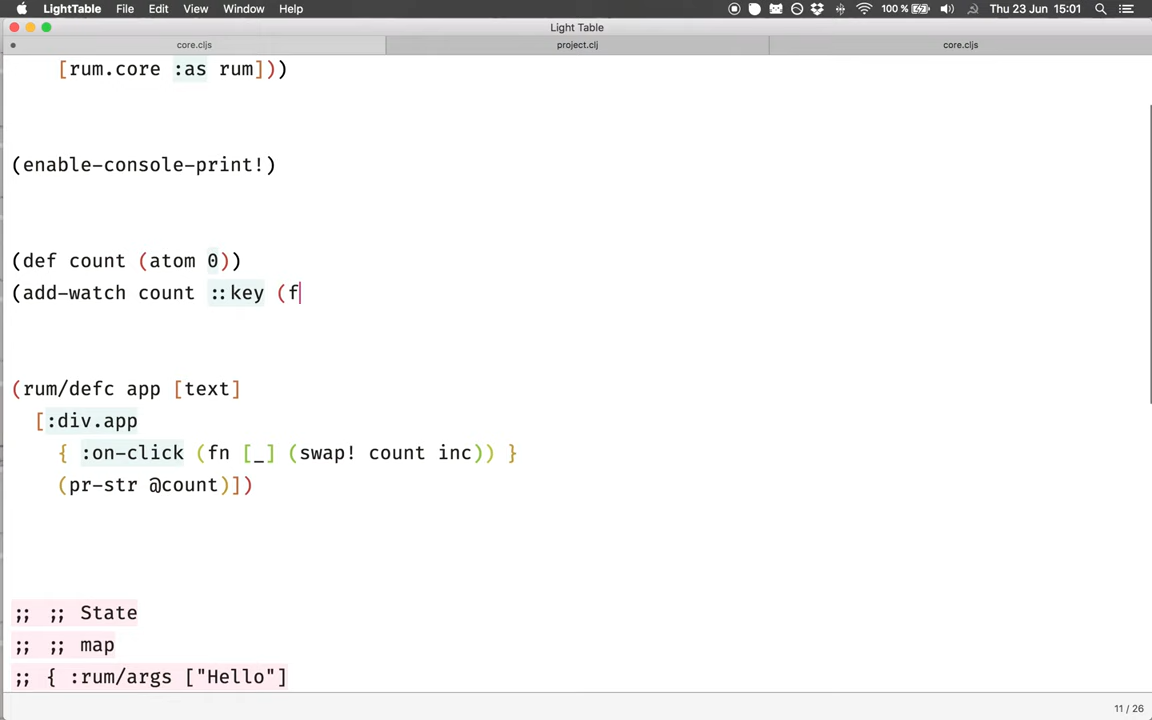 LightTable File Edit View Window Help 100 % Thu 23 Jun 15:01
Light Table
core.cljs project.clj core.cljs
[rum.core :as rum]))
(enable-console-print!)
(def count (atom 0))
(add-watch count ::key (f
(rum/defc app [text]
[:div.app
{ :on-click (fn [_] (swap! count inc)) }
(pr-str @count)])
;; ;; State
;; ;; map
;; { :rum/args ["Hello"]
11 / 26